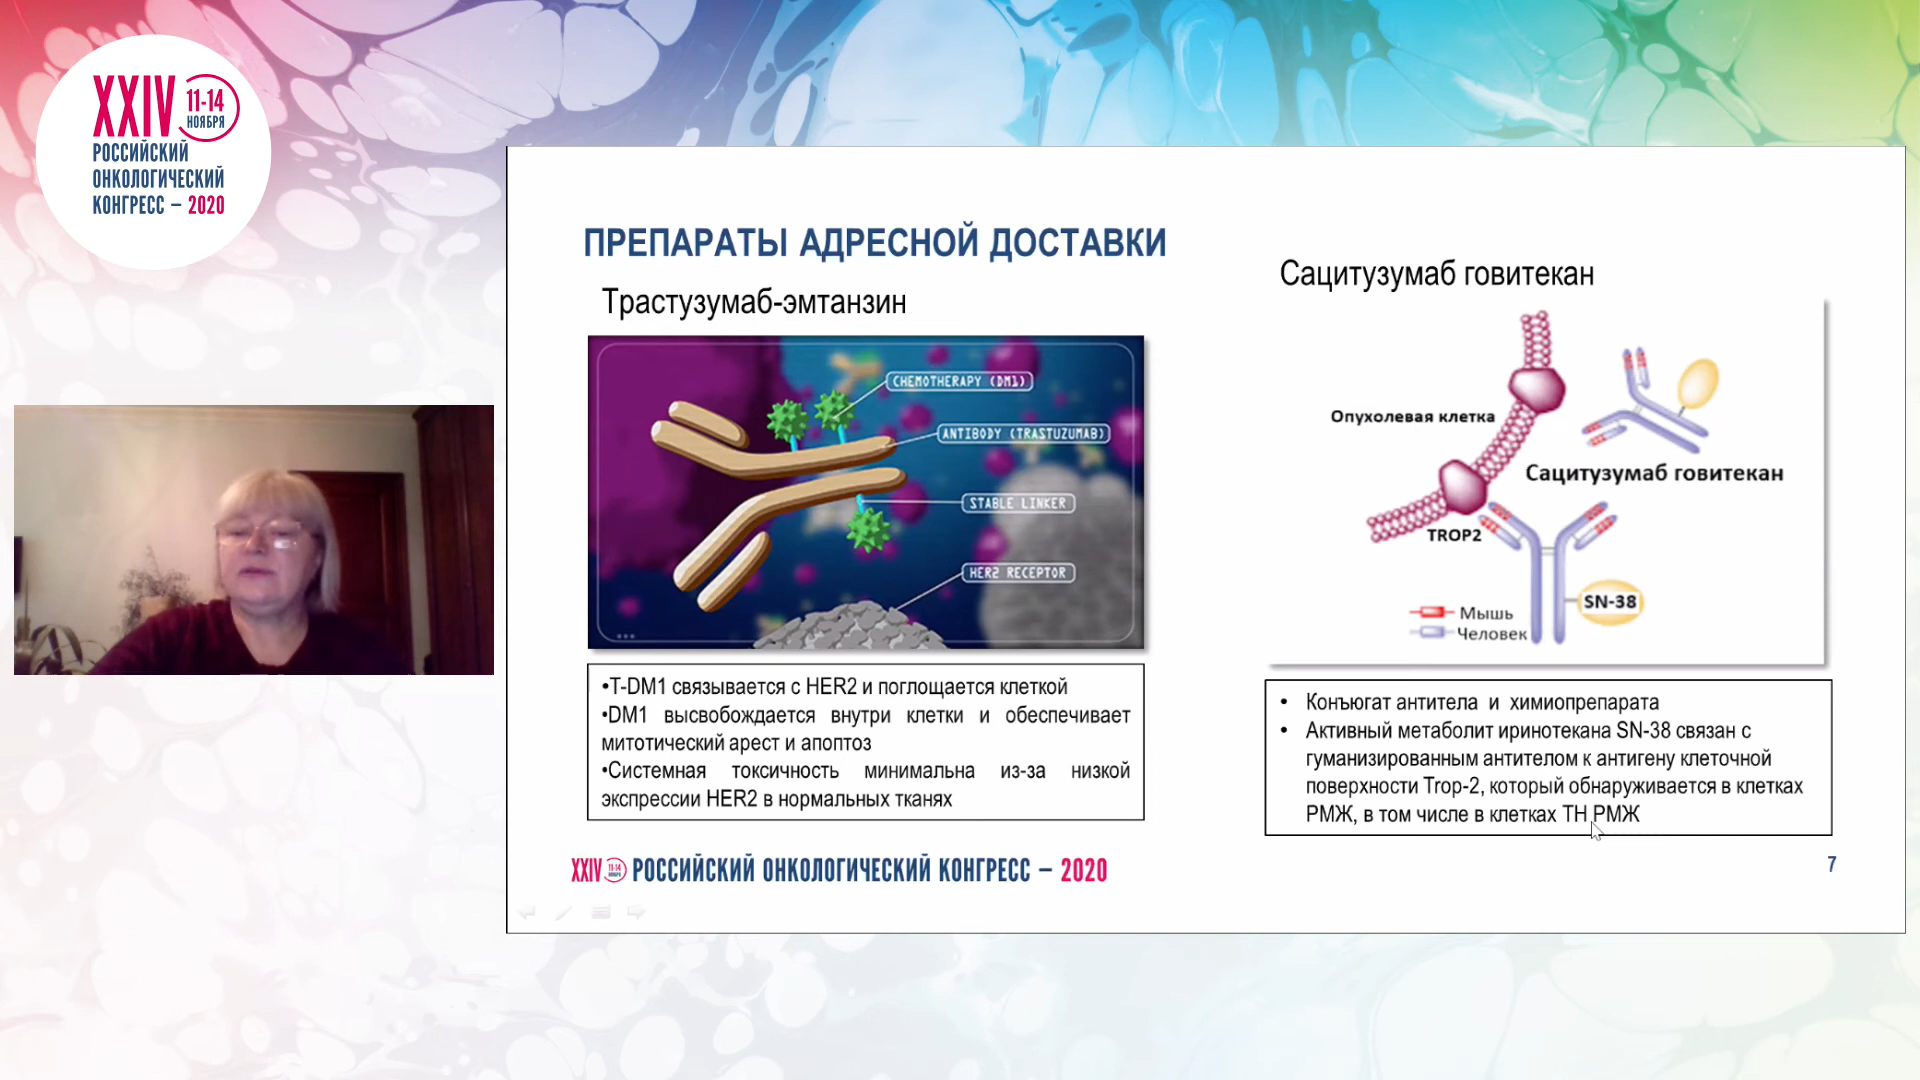 XXIV 11-14
НОЯБРЯ
РОССИЙСКИЙ
ОНКОЛОГИЧЕСКИЙ
КОНГРЕСС – 2020
ПРЕПАРАТЫ АДРЕСНОЙ ДОСТАВКИ
Трастузумаб-эмтанзин
CHEMOTHERAPY (DM1)
ANTIBODY (TRASTUZUMAB)
STABLE LINKER
HER2 RECEPTOR
•T-DM1 связывается с HER2 и поглощается клеткой
•DM1 высвобождается внутри клетки и обеспечивает
митотический арест и апоптоз
•Системная токсичность минимальна из-за низкой
экспрессии HER2 в нормальных тканях
Сацитузумаб говитекан
Опухолевая клетка
Сацитузумаб говитекан
TROP2
SN-38
Мышь
Человек
• Конъюгат антитела и химиопрепарата
• Активный метаболит иринотекана SN-38 связан с
гуманизированным антителом к антигену клеточной
поверхности Trop-2, который обнаруживается в клетках
РМЖ, в том числе в клетках ТН РМЖ
XXIV 11-14 НОЯБРЯ РОССИЙСКИЙ ОНКОЛОГИЧЕСКИЙ КОНГРЕСС – 2020
7